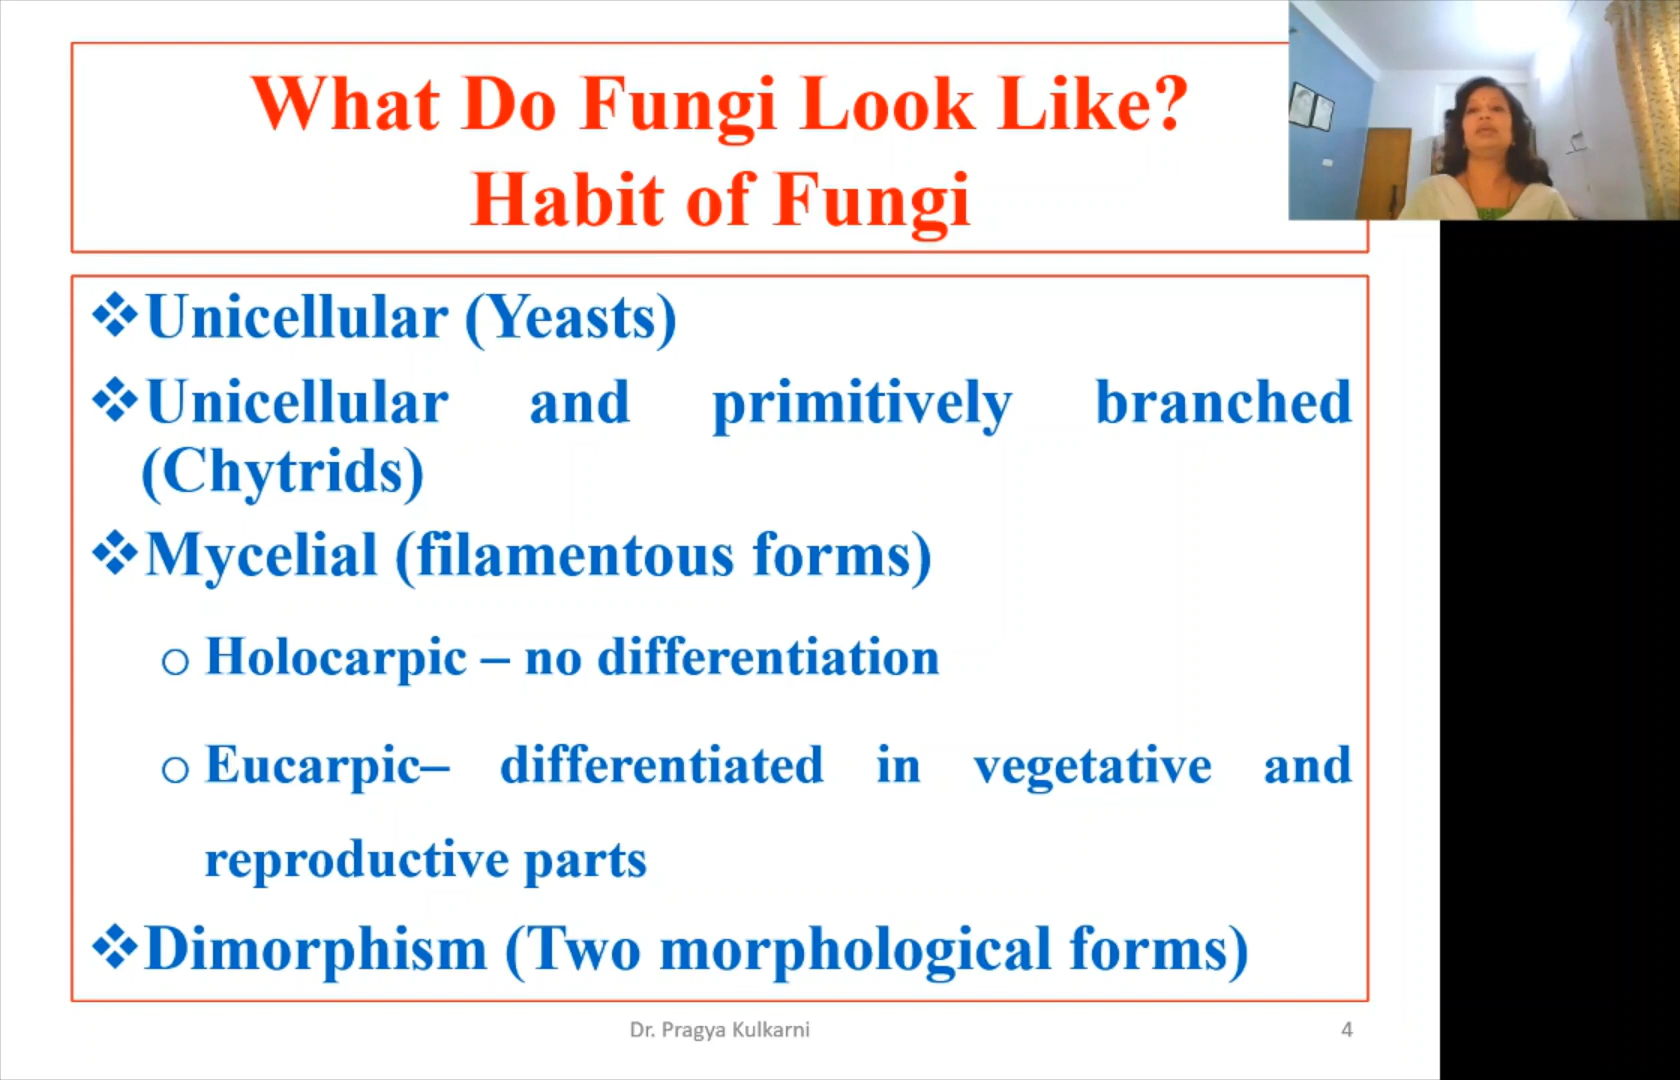 What Do Fungi Look Like?
Habit of Fungi
❖Unicellular (Yeasts)
❖Unicellular and primitively branched
(Chytrids)
❖Mycelial (filamentous forms)
o Holocarpic – no differentiation
o Eucarpic– differentiated in vegetative and
reproductive parts
❖Dimorphism (Two morphological forms)
Dr. Pragya Kulkarni
4